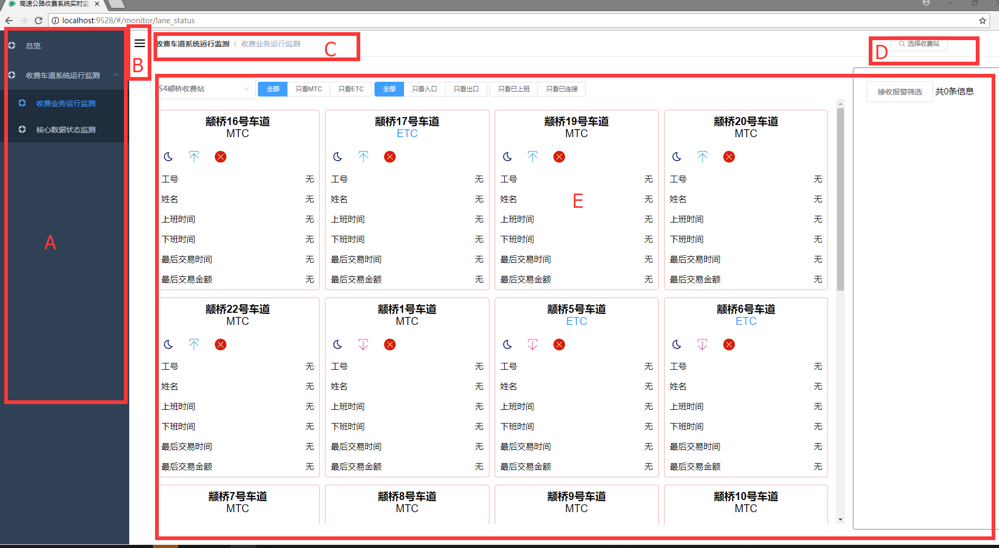 高速公路收费系统实时监
localhost:9528/#/monitor/lane_status
总览
收费车道系统运行监测
收费业务运行监测
核心数据状态监测
A
B
收费车道系统运行监测 / 收费业务运行监测
C
D
选择收费站
S4颛桥收费站
全部 只看MTC 只看ETC
全部 只看入口 只看出口
只看已上班 只看已连接
接收报警筛选 共0条信息
E
颛桥16号车道
MTC
工号 无
姓名 无
上班时间 无
下班时间 无
最后交易时间 无
最后交易金额 无
颛桥17号车道
ETC
工号 无
姓名 无
上班时间 无
下班时间 无
最后交易时间 无
最后交易金额 无
颛桥19号车道
MTC
工号 无
姓名 无
上班时间 无
下班时间 无
最后交易时间 无
最后交易金额 无
颛桥20号车道
MTC
工号 无
姓名 无
上班时间 无
下班时间 无
最后交易时间 无
最后交易金额 无
颛桥22号车道
MTC
工号 无
姓名 无
上班时间 无
下班时间 无
最后交易时间 无
最后交易金额 无
颛桥1号车道
MTC
工号 无
姓名 无
上班时间 无
下班时间 无
最后交易时间 无
最后交易金额 无
颛桥5号车道
ETC
工号 无
姓名 无
上班时间 无
下班时间 无
最后交易时间 无
最后交易金额 无
颛桥6号车道
ETC
工号 无
姓名 无
上班时间 无
下班时间 无
最后交易时间 无
最后交易金额 无
颛桥7号车道
MTC
颛桥8号车道
MTC
颛桥9号车道
MTC
颛桥10号车道
MTC